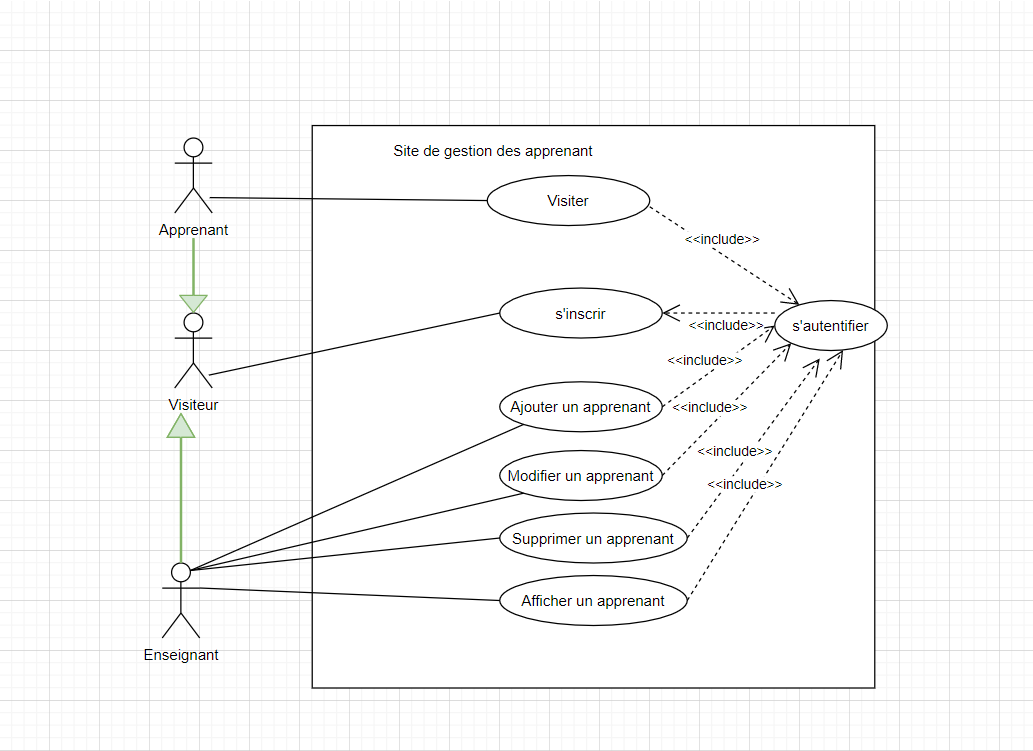 Site de gestion des apprenant
Visiter
Apprenant
<<include>>
s'inscrir
<<include>>
s'autentifier
<<include>>
Visiteur
Ajouter un apprenant
<<include>>
<<include>>
Modifier un apprenant
<<include>>
Supprimer un apprenant
Afficher un apprenant
Enseignant